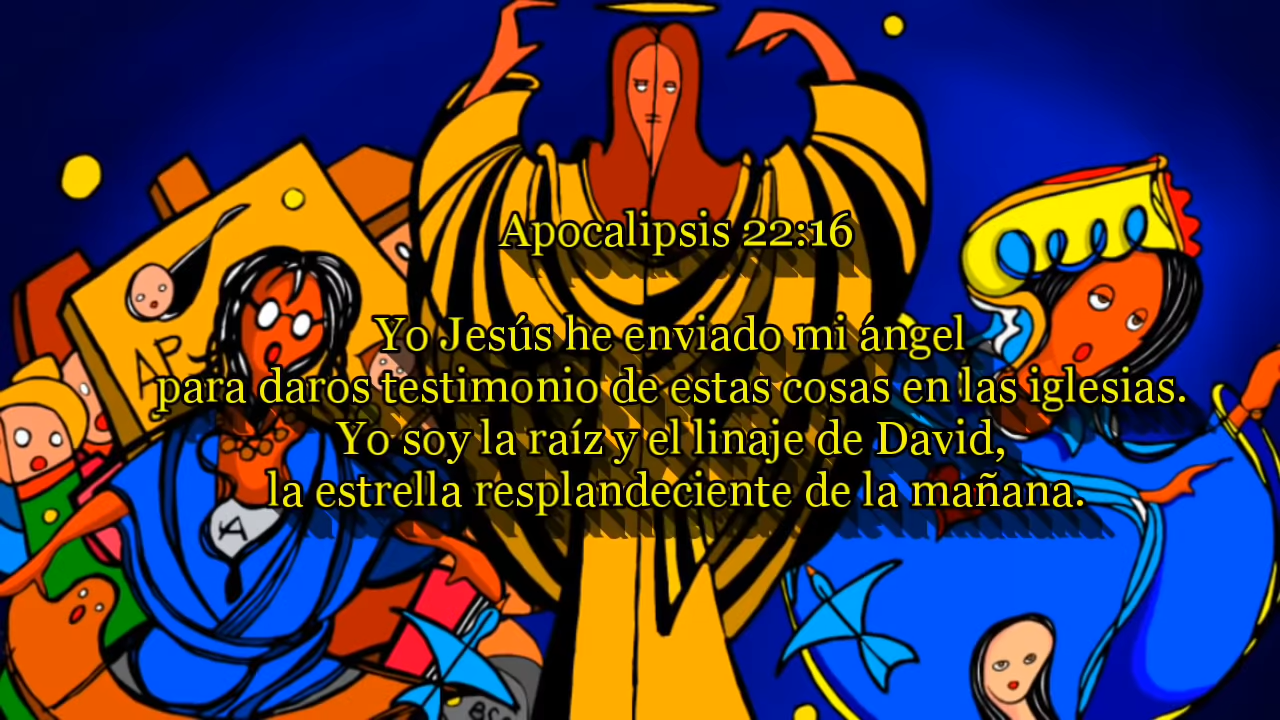 Apocalipsis 22:16
Yo Jesús he enviado mi ángel
para daros testimonio de estas cosas en las iglesias.
Yo soy la raíz y el linaje de David,
la estrella resplandeciente de la mañana.
AP
A